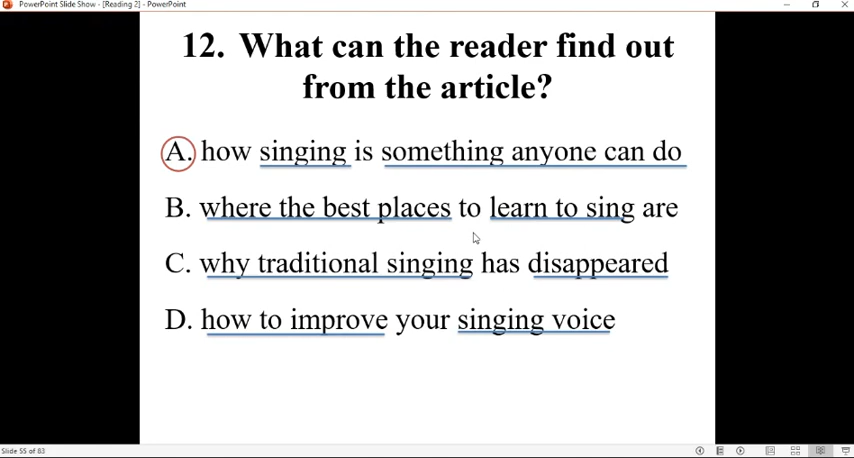 PowerPoint Slide Show - [Reading 2] - PowerPoint
12. What can the reader find out
from the article?
A. how singing is something anyone can do
B. where the best places to learn to sing are
C. why traditional singing has disappeared
D. how to improve your singing voice
Slide 55 of 83